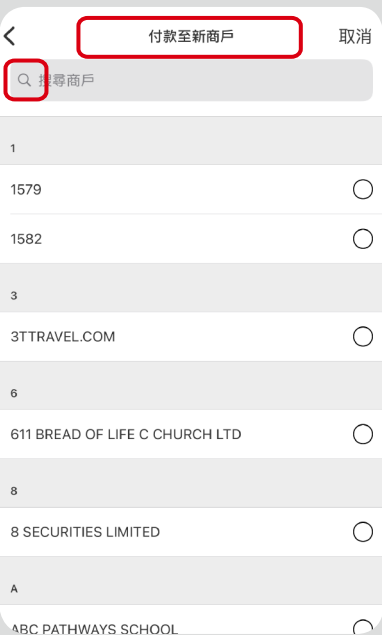 付款至新商戶
取消
搜尋商戶
1
1579
1582
3
3TTRAVEL.COM
6
611 BREAD OF LIFE C CHURCH LTD
8
8 SECURITIES LIMITED
A
ABC PATHWAYS SCHOOL